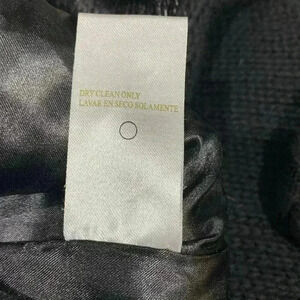 DRY CLEAN ONLY
LAVAR EN SECO SOLAMENTE